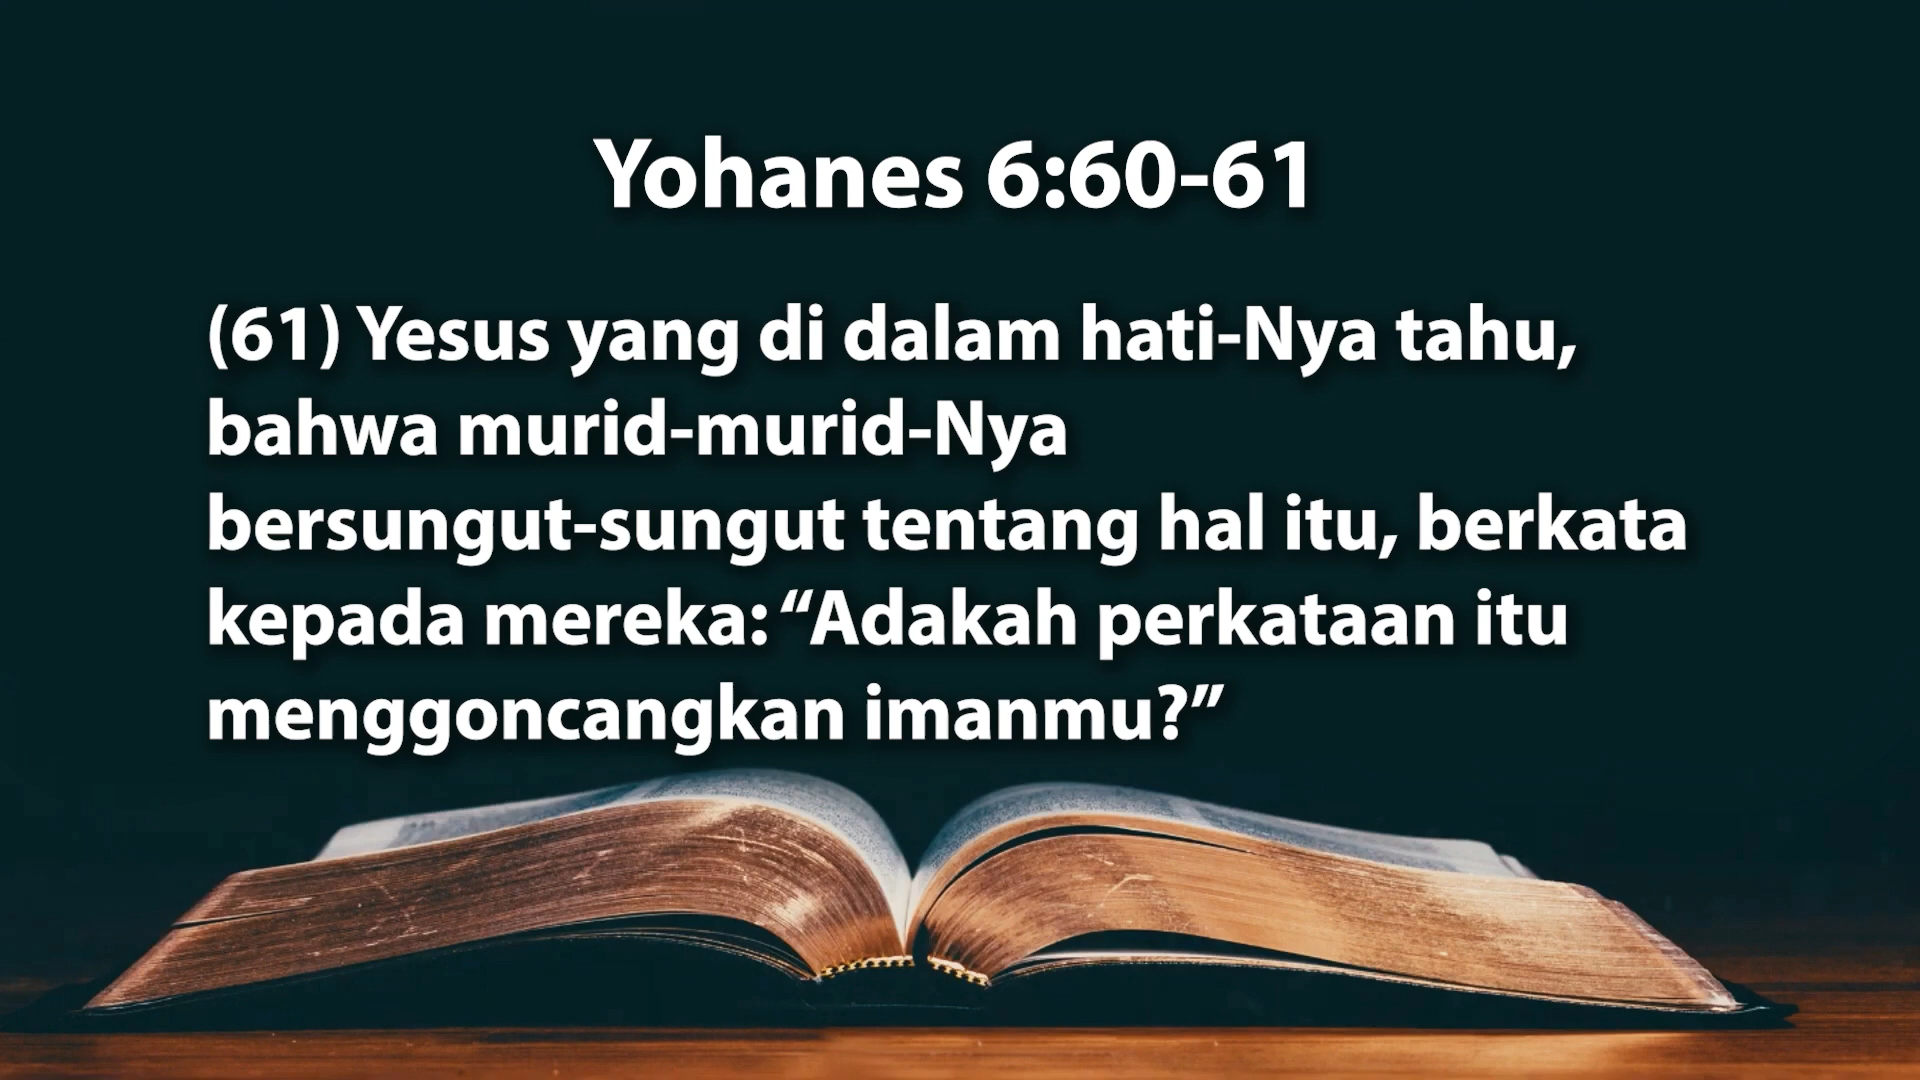 Yohanes 6:60-61
(61) Yesus yang di dalam hati-Nya tahu,
bahwa murid-murid-Nya
bersungut-sungut tentang hal itu, berkata
kepada mereka: “Adakah perkataan itu
menggoncangkan imanmu?”